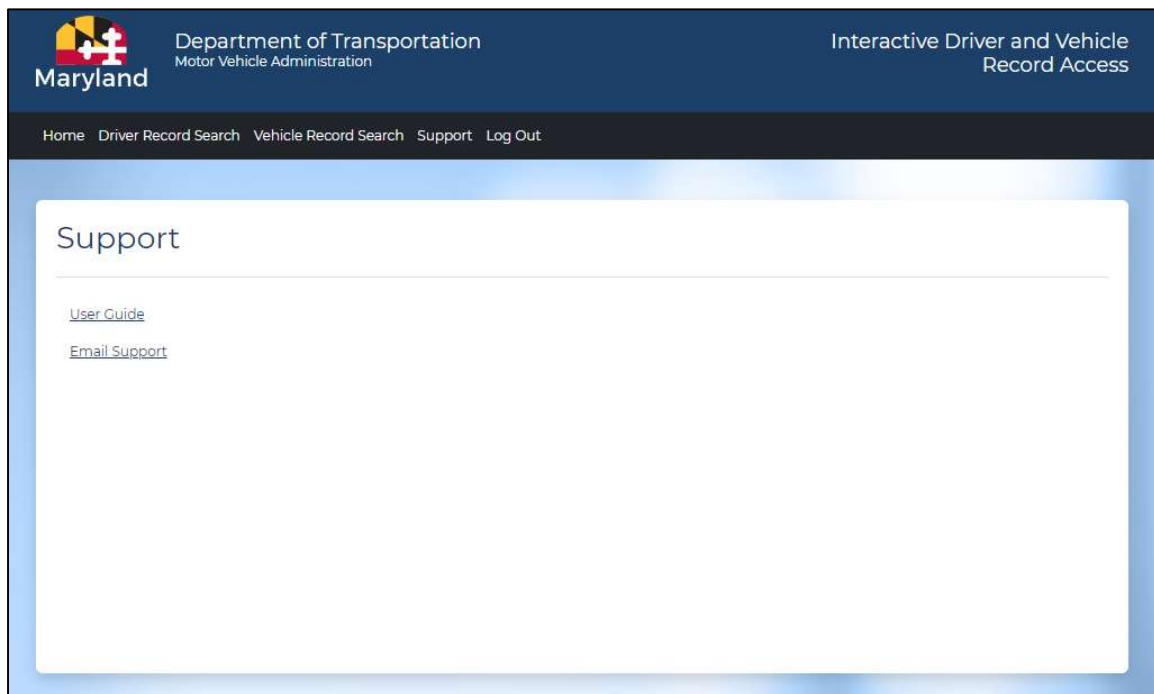 Maryland
Department of Transportation
Motor Vehicle Administration
Interactive Driver and Vehicle
Record Access
Home Driver Record Search Vehicle Record Search Support Log Out
Support
User Guide
Email Support